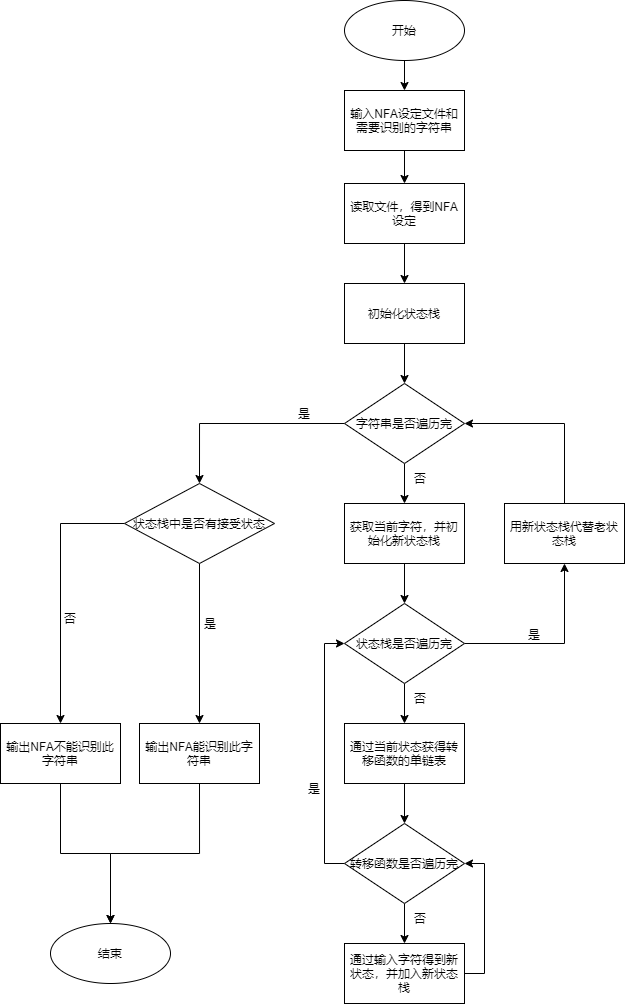 开始
输入NFA设定文件和
需要识别的字符串
读取文件，得到NFA
设定
初始化状态栈
是
字符串是否遍历完
否
状态栈中是否有接受状态
获取当前字符，并初
始化新状态栈
用新状态栈代替老状
态栈
否
是
状态栈是否遍历完
是
否
输出NFA不能识别此
字符串
输出NFA能识别此字
符串
通过当前状态获得转
移函数的单链表
是
转移函数是否遍历完
否
结束
通过输入字符得到新
状态，并加入新状态
栈